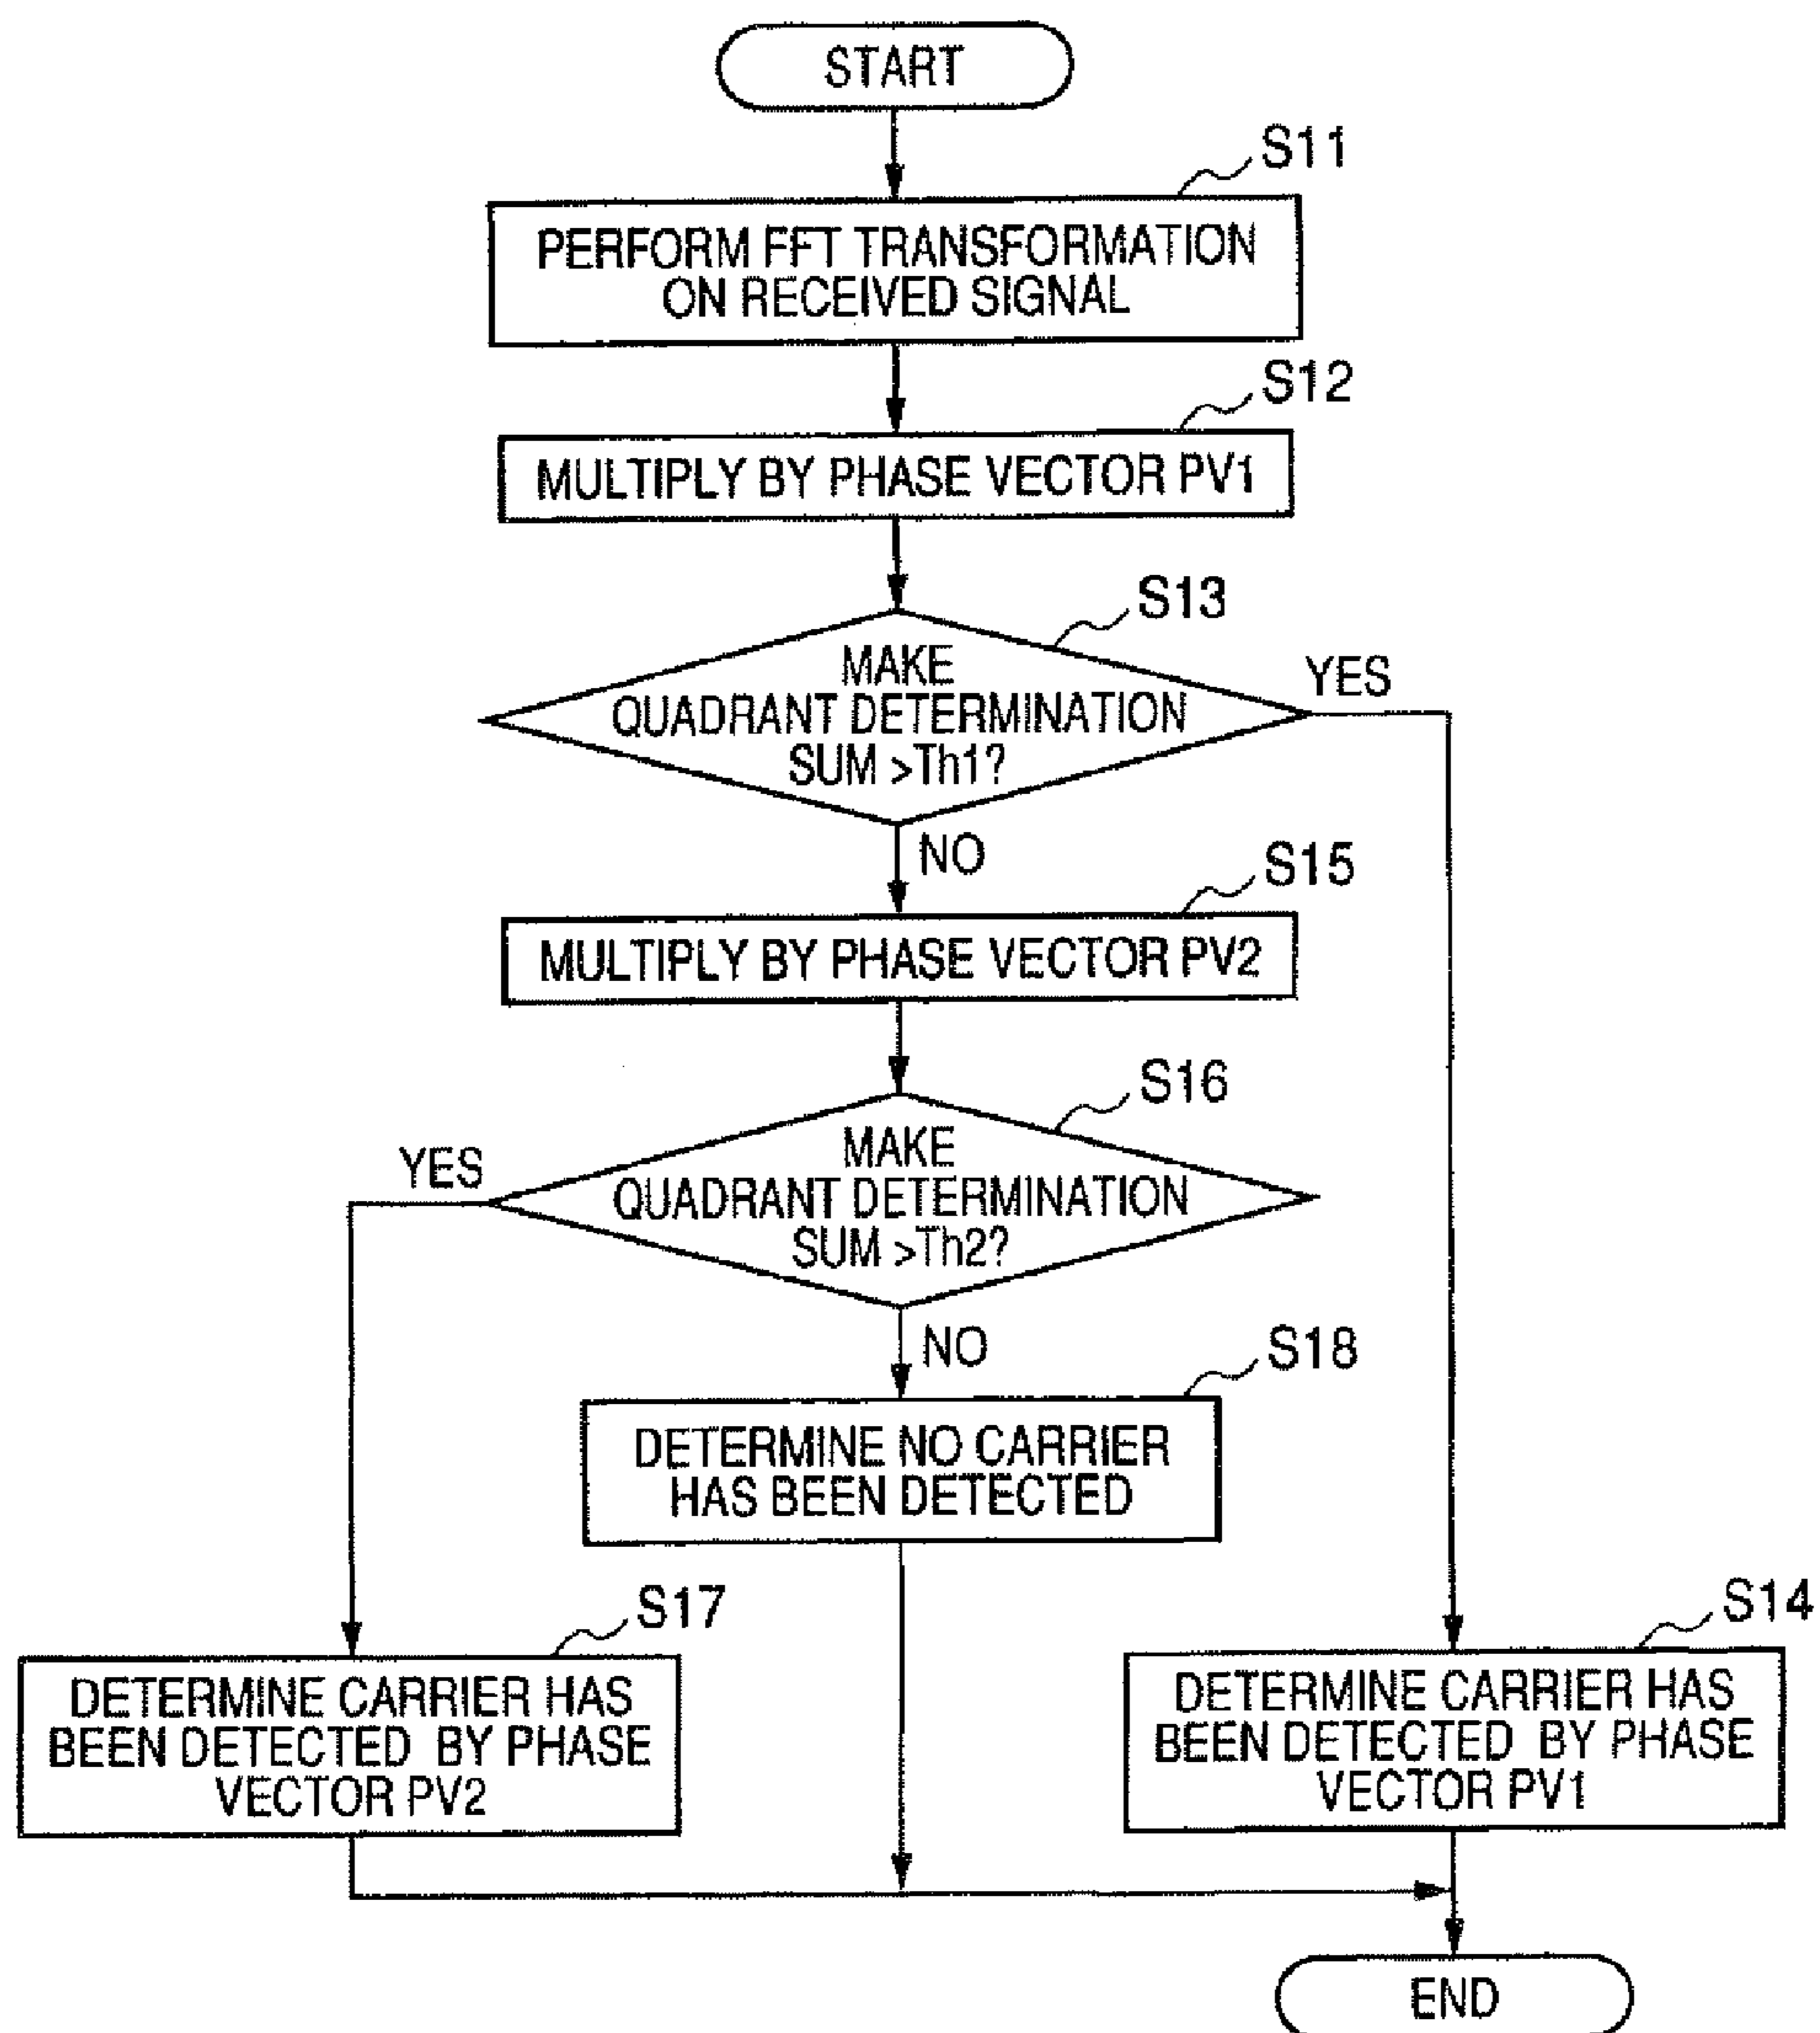 START
S11
PERFORM FFT TRANSFORMATION
ON RECEIVED SIGNAL
S12
MULTIPLY BY PHASE VECTOR PV1
S13
MAKE
QUADRANT DETERMINATION
SUM >Th1?
YES
NO
S15
MULTIPLY BY PHASE VECTOR PV2
S16
MAKE
QUADRANT DETERMINATION
SUM >Th2?
YES
NO
S18
DETERMINE NO CARRIER
HAS BEEN DETECTED
S17
DETERMINE CARRIER HAS
BEEN DETECTED BY PHASE
VECTOR PV2
S14
DETERMINE CARRIER HAS
BEEN DETECTED BY PHASE
VECTOR PV1
END